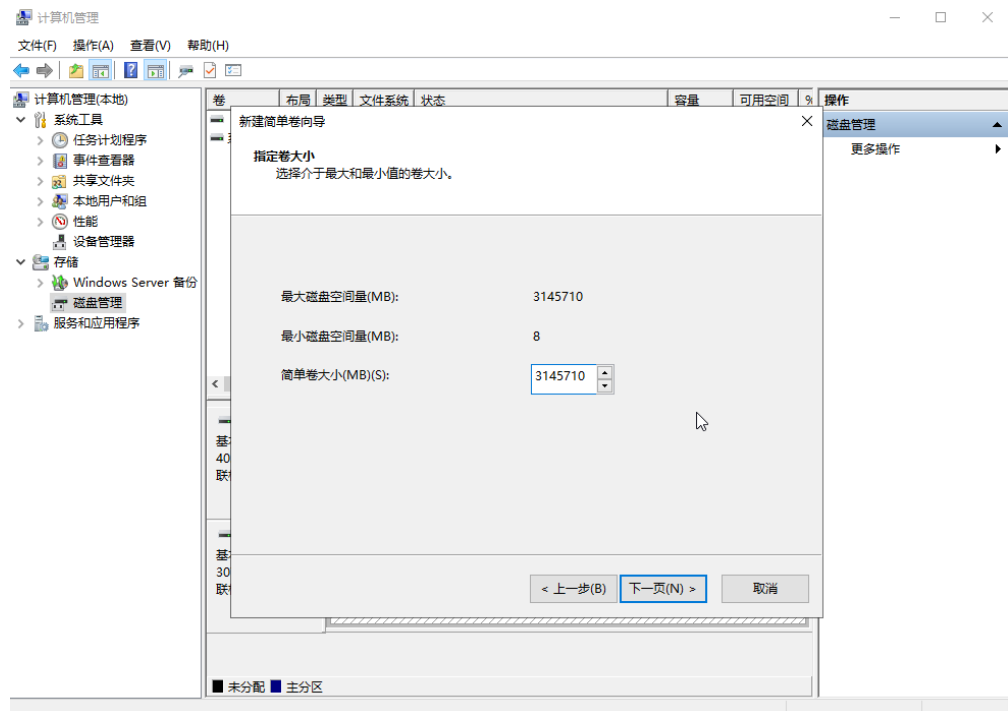 计算机管理
文件(F) 操作(A) 查看(V) 帮助(H)
计算机管理(本地)
系统工具
任务计划程序
事件查看器
共享文件夹
本地用户和组
性能
设备管理器
存储
Windows Server 备份
磁盘管理
服务和应用程序
卷 布局 类型 文件系统 状态 容量 可用空间 %
新建简单卷向导
指定卷大小
选择介于最大和最小值的卷大小。
最大磁盘空间量(MB): 3145710
最小磁盘空间量(MB): 8
简单卷大小(MB)(S): 3145710
< 上一步(B) 下一页(N) > 取消
基
40
联
基
30
联
未分配 主分区
操作
磁盘管理
更多操作